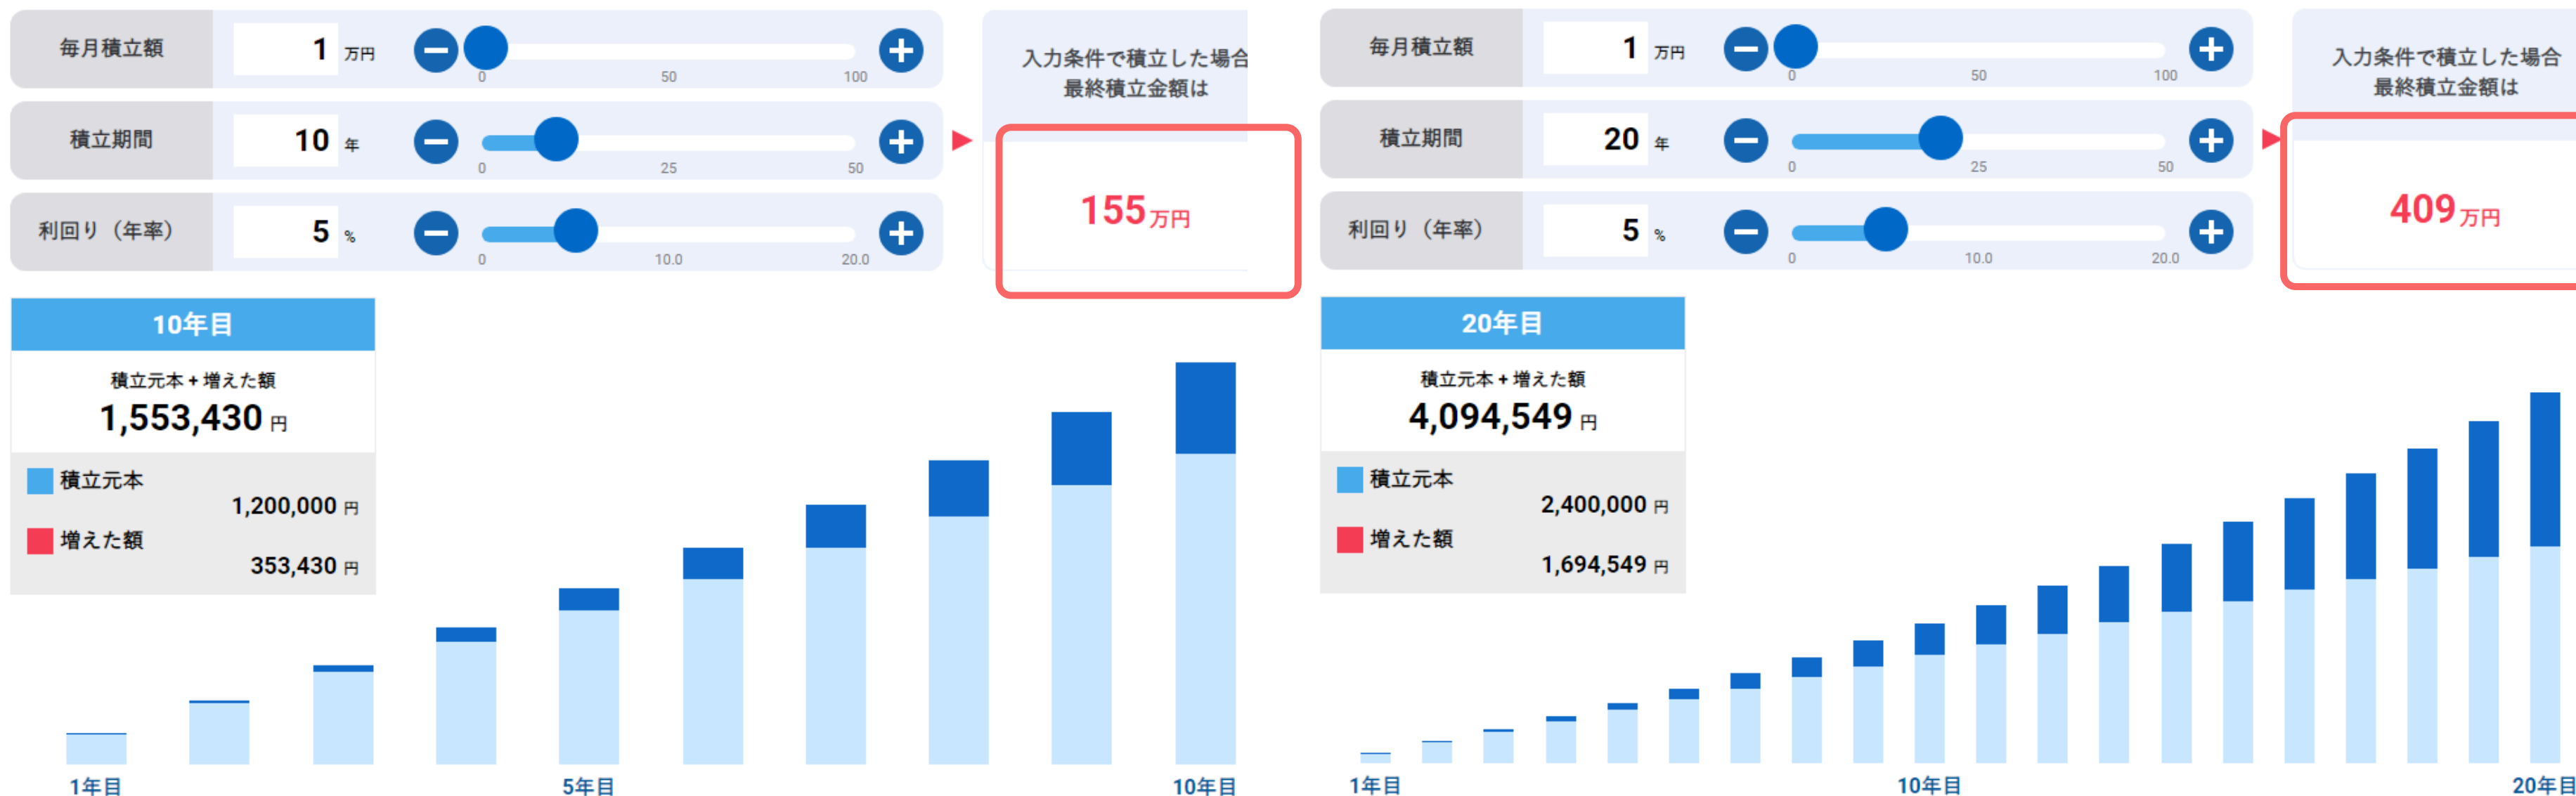 毎月積立額
1 万円
0 50 100
積立期間
10 年
0 25 50
利回り（年率）
5 %
0 10.0 20.0
入力条件で積立した場合
最終積立金額は
155万円
10年目
積立元本 + 増えた額
1,553,430 円
積立元本
1,200,000 円
増えた額
353,430 円
1年目 5年目 10年目
毎月積立額
1 万円
0 50 100
積立期間
20 年
0 25 50
利回り（年率）
5 %
0 10.0 20.0
入力条件で積立した場合
最終積立金額は
409万円
20年目
積立元本 + 増えた額
4,094,549 円
積立元本
2,400,000 円
増えた額
1,694,549 円
1年目 10年目 20年目